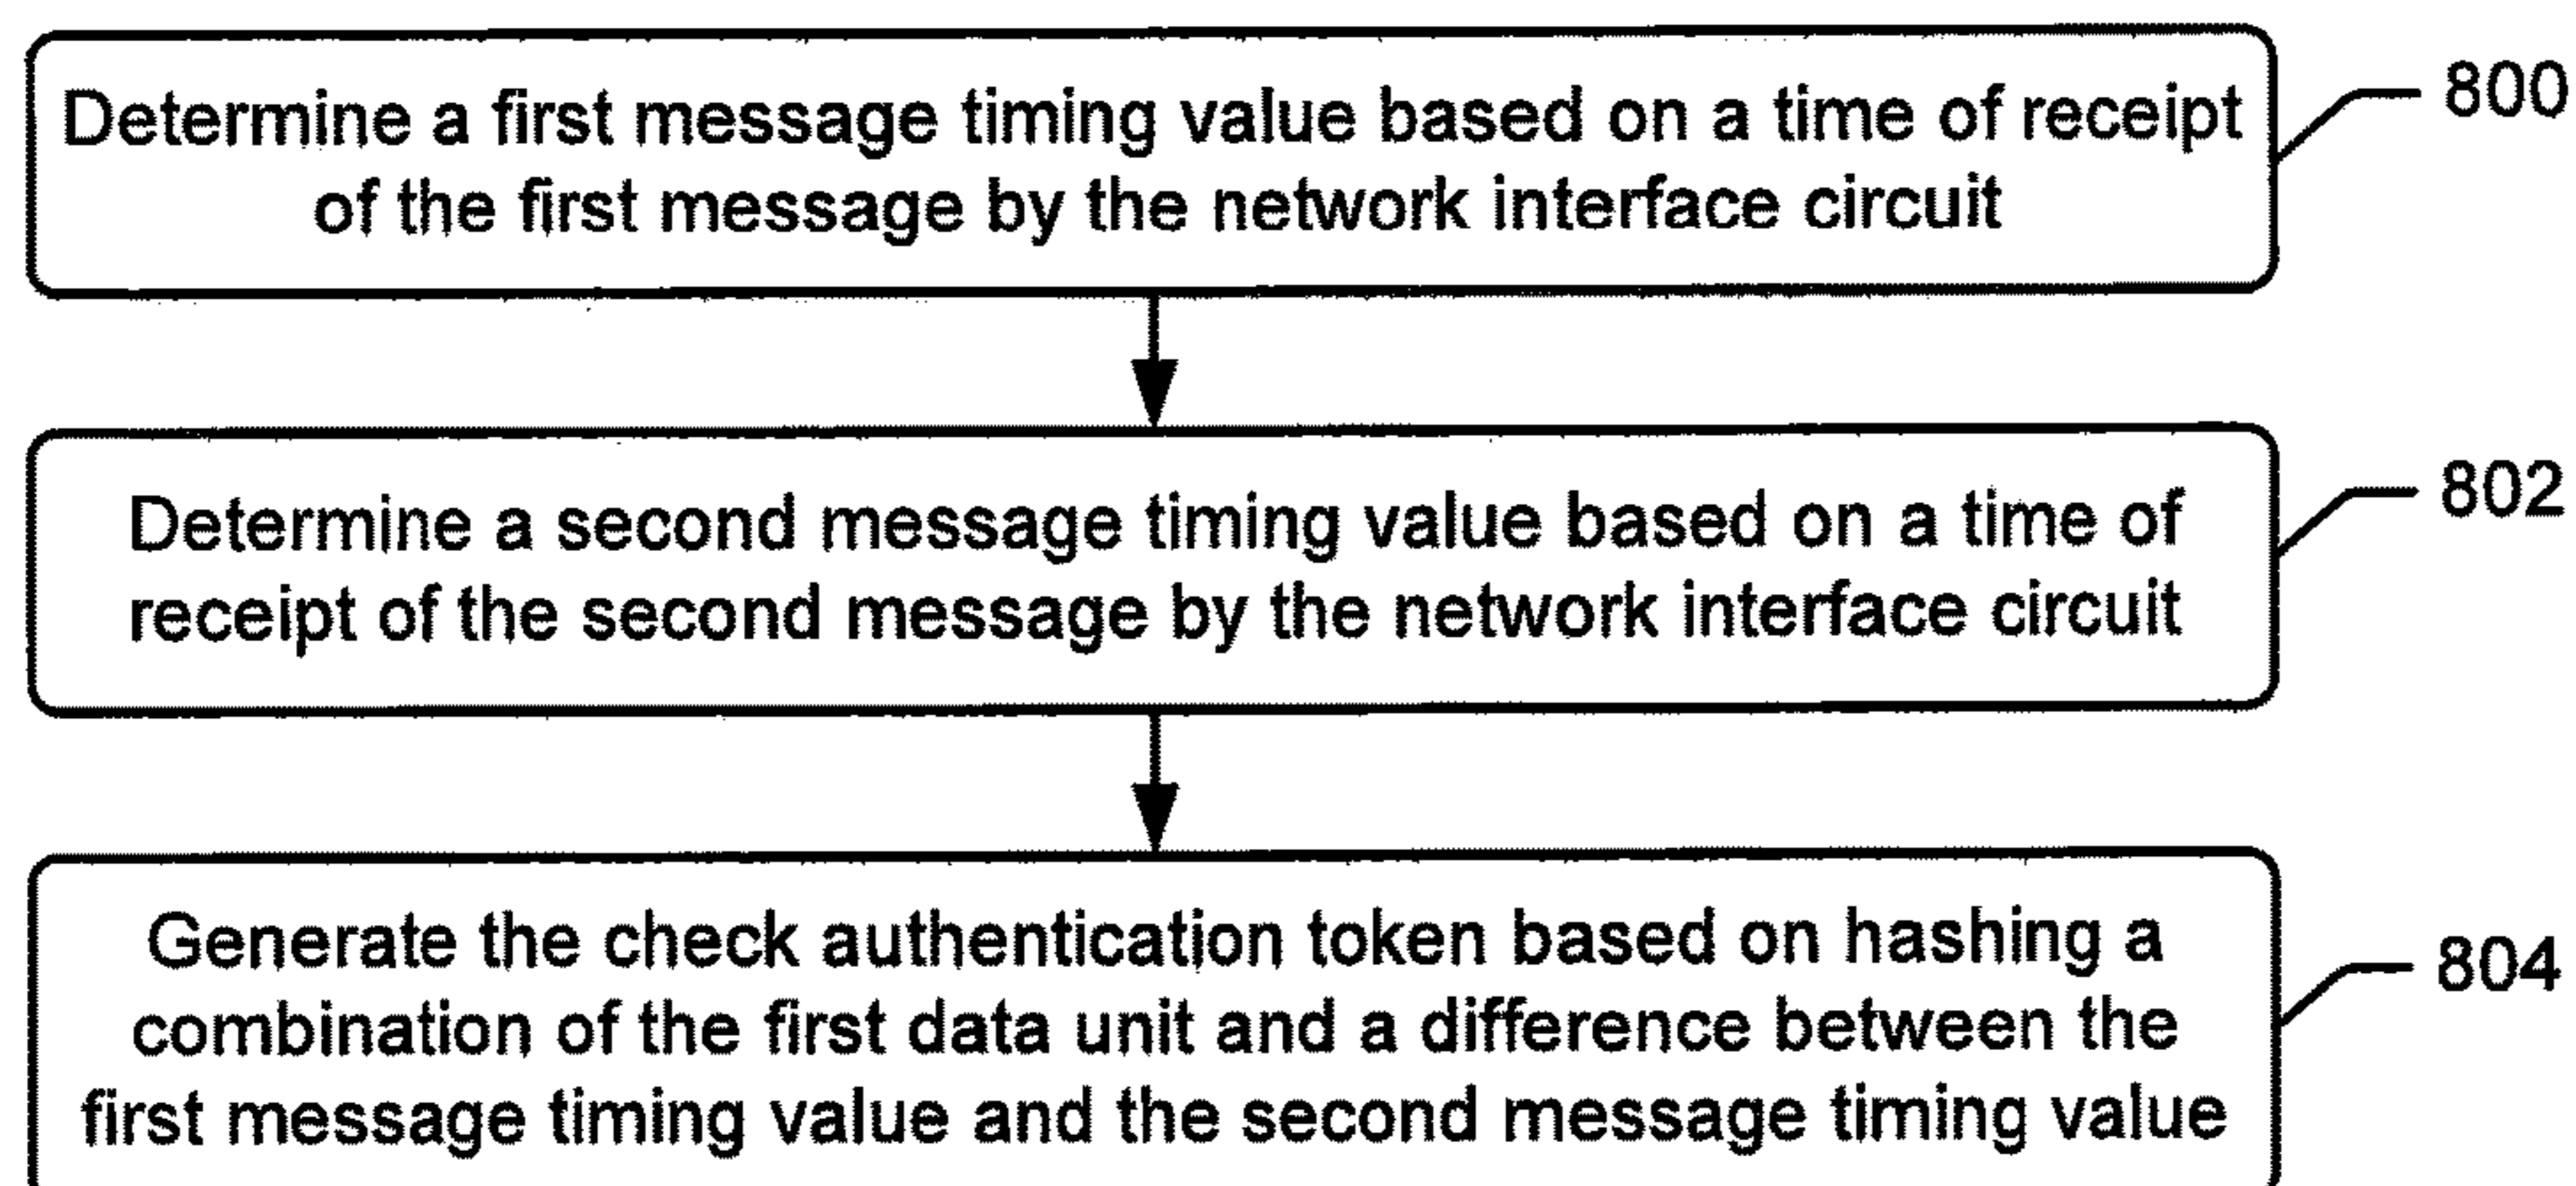 Determine a first message timing value based on a time of receipt
of the first message by the network interface circuit
800
Determine a second message timing value based on a time of
receipt of the second message by the network interface circuit
802
Generate the check authentication token based on hashing a
combination of the first data unit and a difference between the
first message timing value and the second message timing value
804